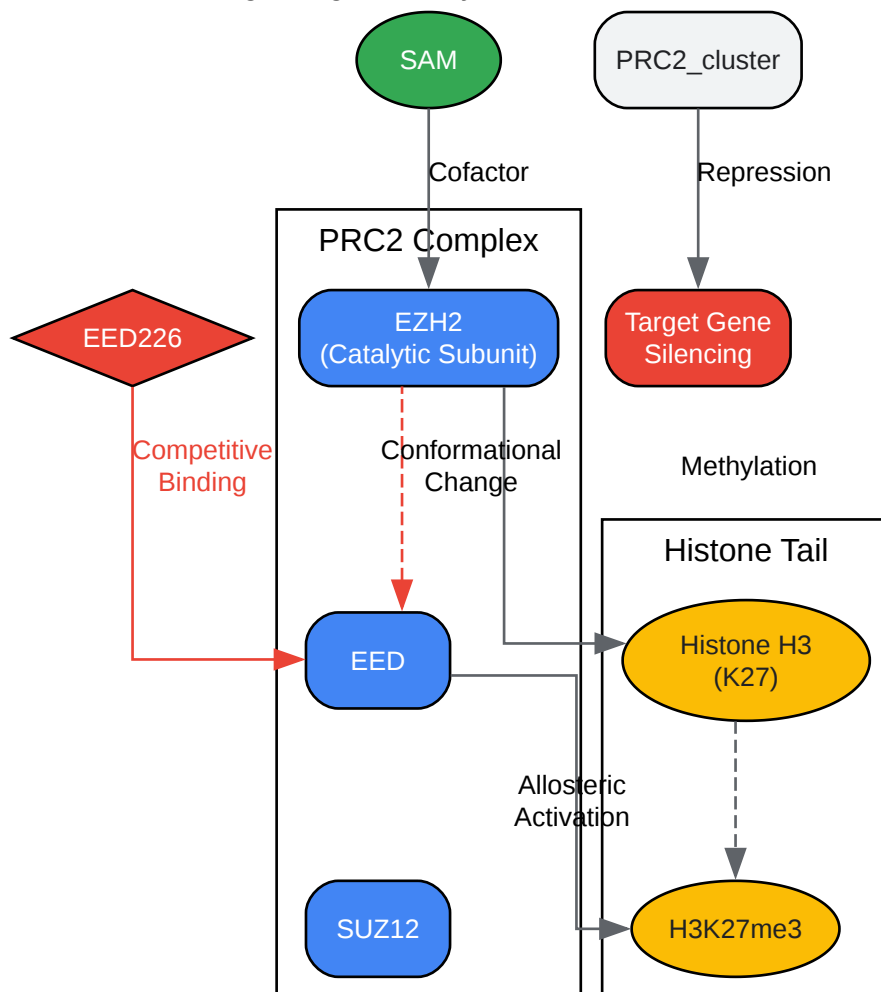 SAM
PRC2_cluster
Cofactor
Repression
PRC2 Complex
EED226
EZH2
(Catalytic Subunit)
Target Gene
Silencing
Competitive
Binding
Conformational
Change
Methylation
Histone Tail
EED
Histone H3
(K27)
Allosteric
Activation
SUZ12
H3K27me3